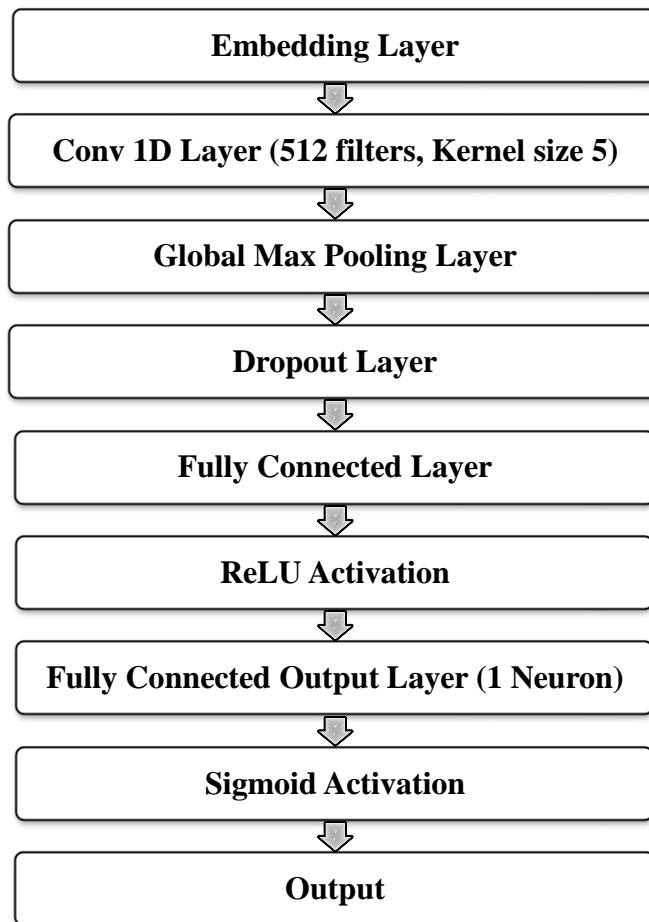 Embedding Layer
Conv 1D Layer (512 filters, Kernel size 5)
Global Max Pooling Layer
Dropout Layer
Fully Connected Layer
ReLU Activation
Fully Connected Output Layer (1 Neuron)
Sigmoid Activation
Output